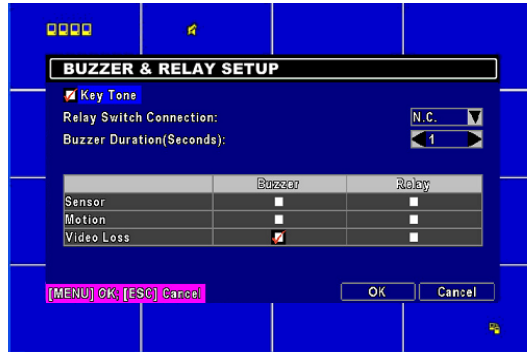 BUZZER & RELAY SETUP
Key Tone
Relay Switch Connection: N.C.
Buzzer Duration(Seconds): 1
Buzzer Relay
Sensor
Motion
Video Loss
[MENU] OK; [ESC] Cancel OK Cancel